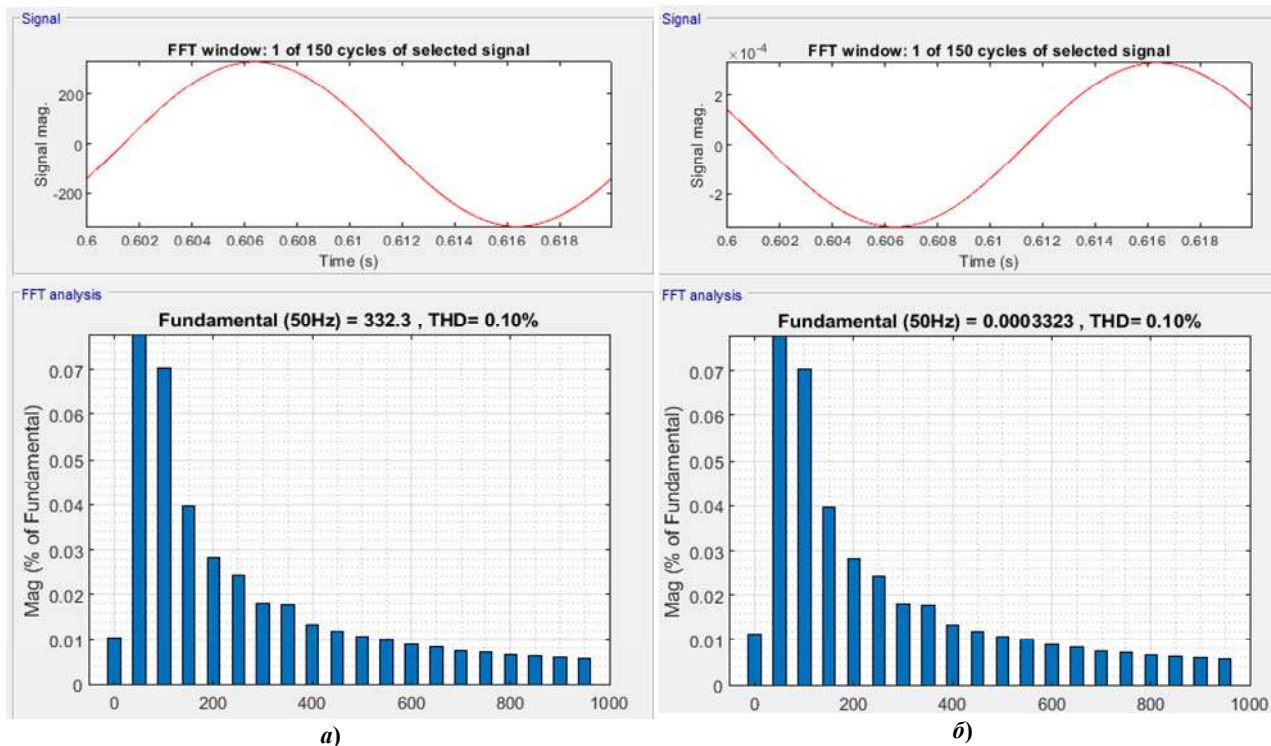 Signal
FFT window: 1 of 150 cycles of selected signal
200
0
-200
Signal mag.
0.6 0.602 0.604 0.606 0.608 0.61 0.612 0.614 0.616 0.618
Time (s)
FFT analysis
Fundamental (50Hz) = 332.3 , THD= 0.10%
0.07
0.06
0.05
0.04
0.03
0.02
0.01
0
Mag (% of Fundamental)
0 200 400 600 800 1000
а)
Signal
FFT window: 1 of 150 cycles of selected signal
×10⁻⁴
2
0
-2
Signal mag.
0.6 0.602 0.604 0.606 0.608 0.61 0.612 0.614 0.616 0.618
Time (s)
FFT analysis
Fundamental (50Hz) = 0.0003323 , THD= 0.10%
0.07
0.06
0.05
0.04
0.03
0.02
0.01
0
Mag (% of Fundamental)
0 200 400 600 800 1000
б)